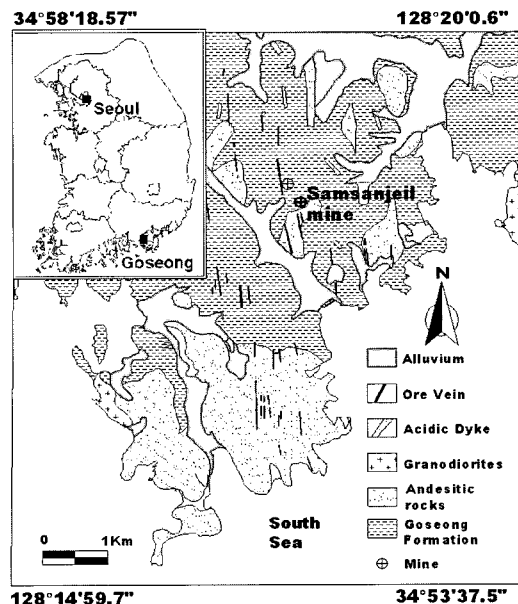 34°58'18.57"
128°20'0.6"
Seoul
Goseong
Samsanjeil
mine
N
Alluvium
Ore Vein
Acidic Dyke
Granodiorites
Andesitic
rocks
Goseong
Formation
Mine
0 1Km
South
Sea
128°14'59.7"
34°53'37.5"